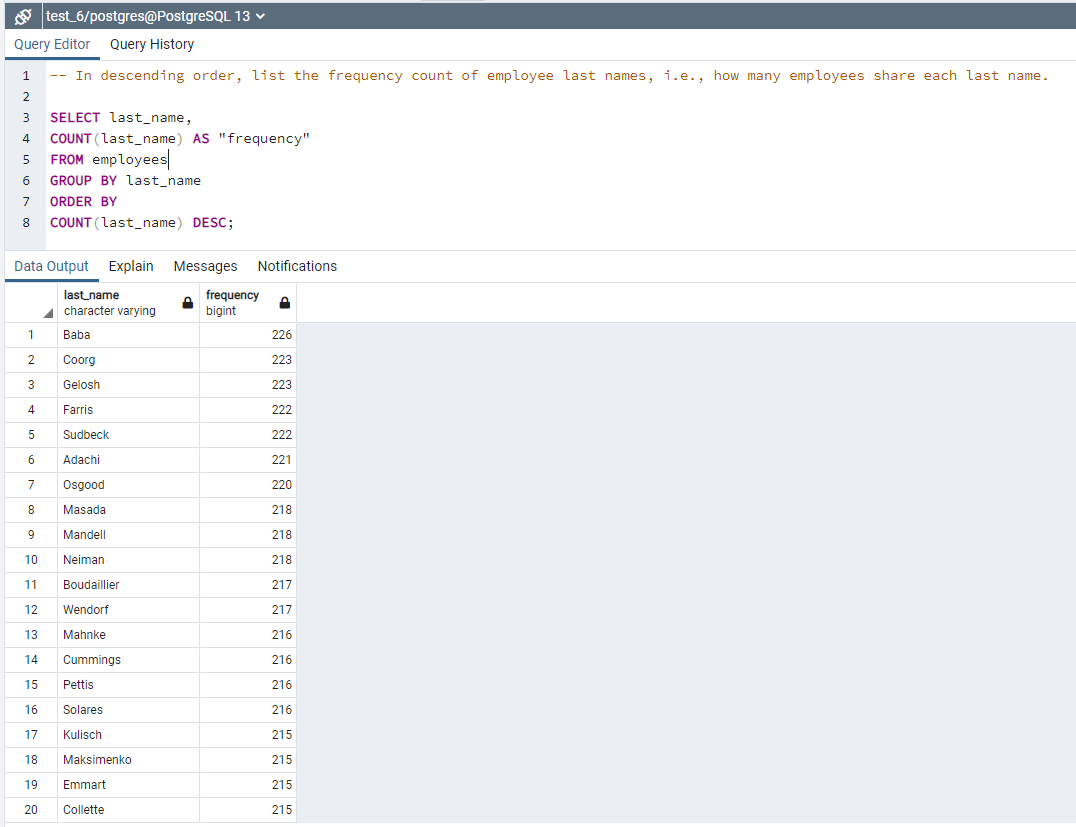 test_6/postgres@PostgreSQL 13
Query Editor Query History
1 -- In descending order, list the frequency count of employee last names, i.e., how many employees share each last name.
2
3 SELECT last_name,
4 COUNT(last_name) AS "frequency"
5 FROM employees
6 GROUP BY last_name
7 ORDER BY
8 COUNT(last_name) DESC;
Data Output Explain Messages Notifications
last_name frequency
character varying bigint
1 Baba 226
2 Coorg 223
3 Gelosh 223
4 Farris 222
5 Sudbeck 222
6 Adachi 221
7 Osgood 220
8 Masada 218
9 Mandell 218
10 Neiman 218
11 Boudaillier 217
12 Wendorf 217
13 Mahnke 216
14 Cummings 216
15 Pettis 216
16 Solares 216
17 Kulisch 215
18 Maksimenko 215
19 Emmart 215
20 Collette 215